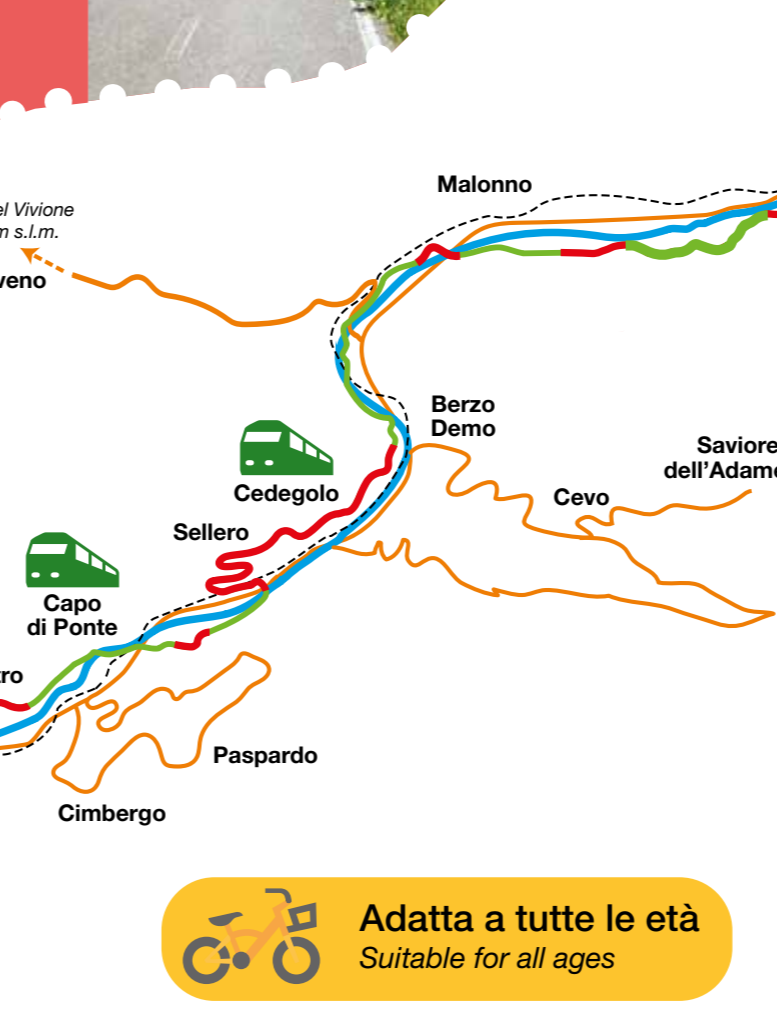 Malonno
el Vivione
m s.l.m.
veno
Berzo
Demo
Saviore
dell'Adame
Cedegolo
Cevo
Sellero
Capo
di Ponte
tro
Paspardo
Cimbergo
Adatta a tutte le età
Suitable for all ages